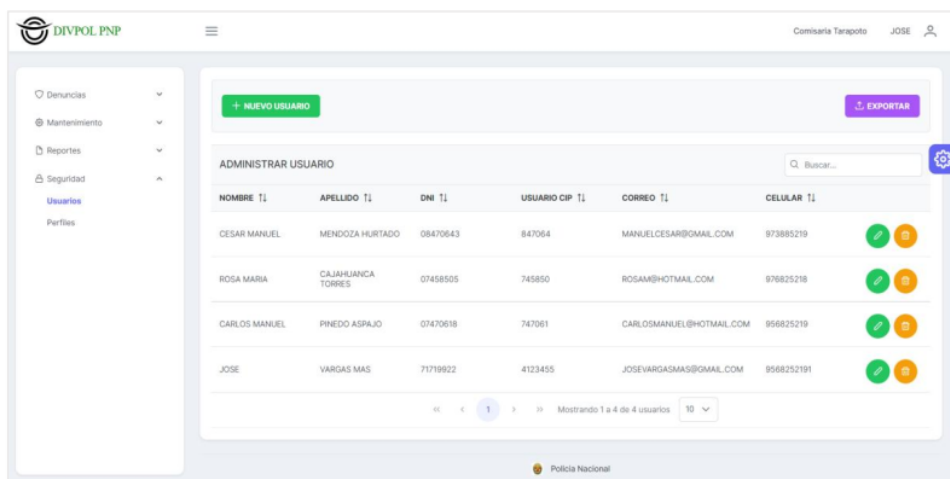 DIVPOL PNP
Comisaria Tarapoto JOSE
Denuncias
Mantenimiento
Reportes
Seguridad
Usuarios
Perfiles
+ NUEVO USUARIO
EXPORTAR
ADMINISTRAR USUARIO
Buscar...
NOMBRE APELLIDO DNI USUARIO CIP CORREO CELULAR
CESAR MANUEL MENDOZA HURTADO 08470643 847064 MANUELCESAR@GMAIL.COM 973885219
ROSA MARIA CAJAHUANCA TORRES 07458505 745850 ROSAM@HOTMAIL.COM 976825218
CARLOS MANUEL PINEDO ASPAJO 07470618 747061 CARLOSMANUEL@HOTMAIL.COM 956825219
JOSE VARGAS MAS 71719922 4123455 JOSEVARGASMAS@GMAIL.COM 9568252191
<< < 1 > >> Mostrando 1 a 4 de 4 usuarios 10
Policia Nacional